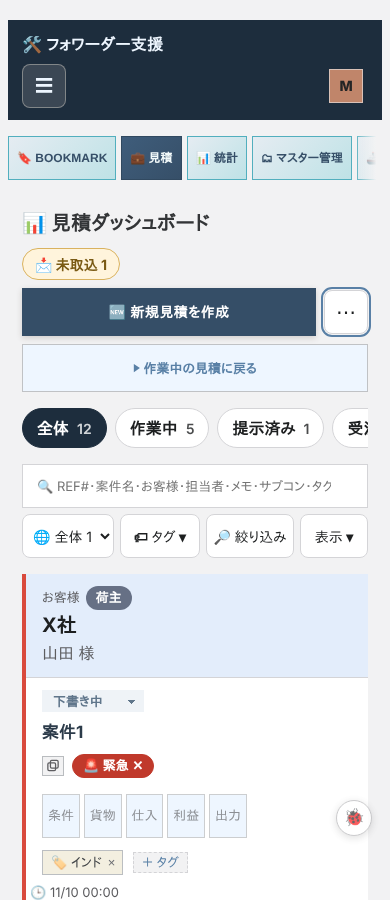 フォワーダー支援
M
BOOKMARK
見積
統計
マスター管理
見積ダッシュボード
未取込 1
NEW 新規見積を作成
…
作業中の見積に戻る
全体 12
作業中 5
提示済み 1
REF#・案件名・お客様・担当者・メモ・サブコン・タグ
全体 1
タグ ▾
絞り込み
表示 ▾
お客様 荷主
X社
山田 様
下書き中
案件1
緊急 ✕
条件
貨物
仕入
利益
出力
インド ×
＋ タグ
11/10 00:00